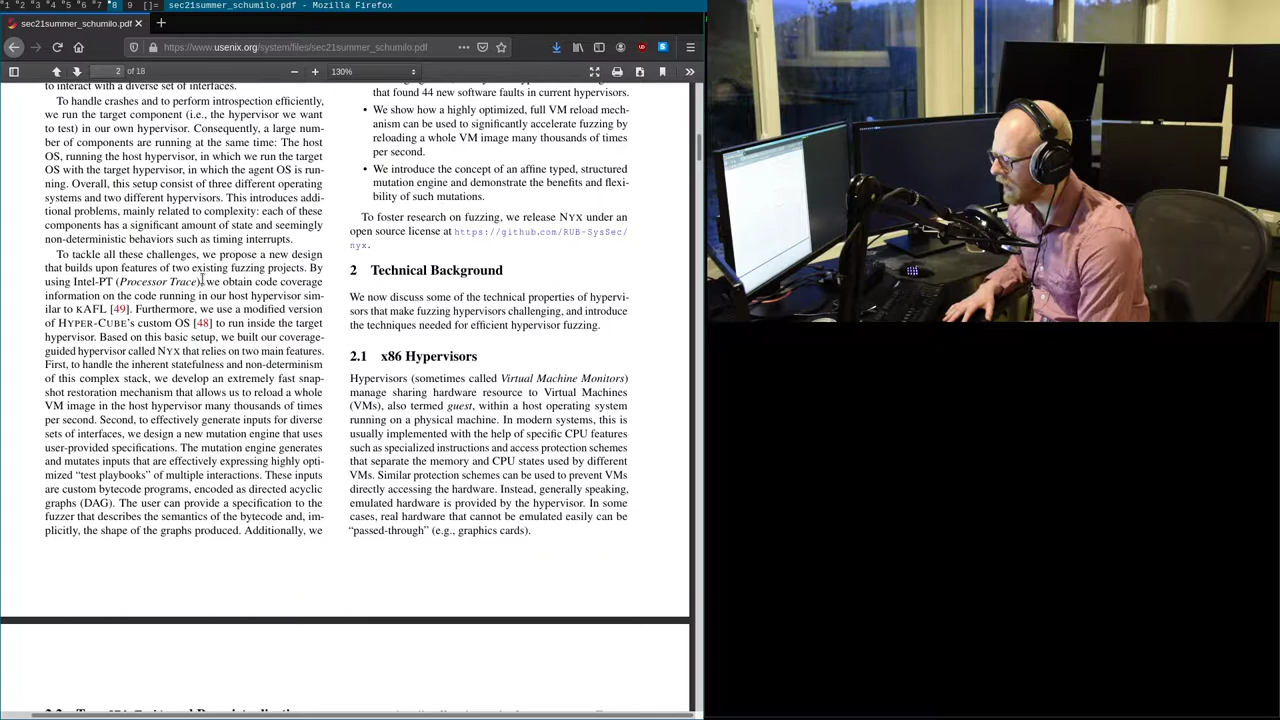 1 2 3 4 5 6 7 8 9 []= sec21summer_schumilo.pdf - Mozilla Firefox
sec21summer_schumilo.pdf
https://www.usenix.org/system/files/sec21summer_schumilo.pdf
2 of 18
130%
to interact with a diverse set of interfaces.
To handle crashes and to perform introspection efficiently,
we run the target component (i.e., the hypervisor we want
to test) in our own hypervisor. Consequently, a large num-
ber of components are running at the same time: The host
OS, running the host hypervisor, in which we run the target
OS with the target hypervisor, in which the agent OS is run-
ning. Overall, this setup consist of three different operating
systems and two different hypervisors. This introduces addi-
tional problems, mainly related to complexity: each of these
components has a significant amount of state and seemingly
non-deterministic behaviors such as timing interrupts.
To tackle all these challenges, we propose a new design
that builds upon features of two existing fuzzing projects. By
using Intel-PT (Processor Trace), we obtain code coverage
information on the code running in our host hypervisor sim-
ilar to KAFL [49]. Furthermore, we use a modified version
of HYPER-CUBE's custom OS [48] to run inside the target
hypervisor. Based on this basic setup, we built our coverage-
guided hypervisor called NYX that relies on two main features.
First, to handle the inherent statefulness and non-determinism
of this complex stack, we develop an extremely fast snap-
shot restoration mechanism that allows us to reload a whole
VM image in the host hypervisor many thousands of times
per second. Second, to effectively generate inputs for diverse
sets of interfaces, we design a new mutation engine that uses
user-provided specifications. The mutation engine generates
and mutates inputs that are effectively expressing highly opti-
mized “test playbooks” of multiple interactions. These inputs
are custom bytecode programs, encoded as directed acyclic
graphs (DAG). The user can provide a specification to the
fuzzer that describes the semantics of the bytecode and, im-
plicitly, the shape of the graphs produced. Additionally, we
that found 44 new software faults in current hypervisors.
• We show how a highly optimized, full VM reload mech-
anism can be used to significantly accelerate fuzzing by
reloading a whole VM image many thousands of times
per second.
• We introduce the concept of an affine typed, structured
mutation engine and demonstrate the benefits and flexi-
bility of such mutations.
To foster research on fuzzing, we release NYX under an
open source license at https://github.com/RUB-SysSec/
nyx.
2 Technical Background
We now discuss some of the technical properties of hypervi-
sors that make fuzzing hypervisors challenging, and introduce
the techniques needed for efficient hypervisor fuzzing.
2.1 x86 Hypervisors
Hypervisors (sometimes called Virtual Machine Monitors)
manage sharing hardware resource to Virtual Machines
(VMs), also termed guest, within a host operating system
running on a physical machine. In modern systems, this is
usually implemented with the help of specific CPU features
such as specialized instructions and access protection schemes
that separate the memory and CPU states used by different
VMs. Similar protection schemes can be used to prevent VMs
directly accessing the hardware. Instead, generally speaking,
emulated hardware is provided by the hypervisor. In some
cases, real hardware that cannot be emulated easily can be
“passed-through” (e.g., graphics cards).